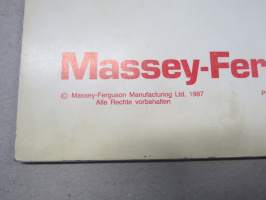 Massey-Fer
© Massey-Ferguson Manufacturing Ltd. 1987
Alle Rechte vorbehalten
P